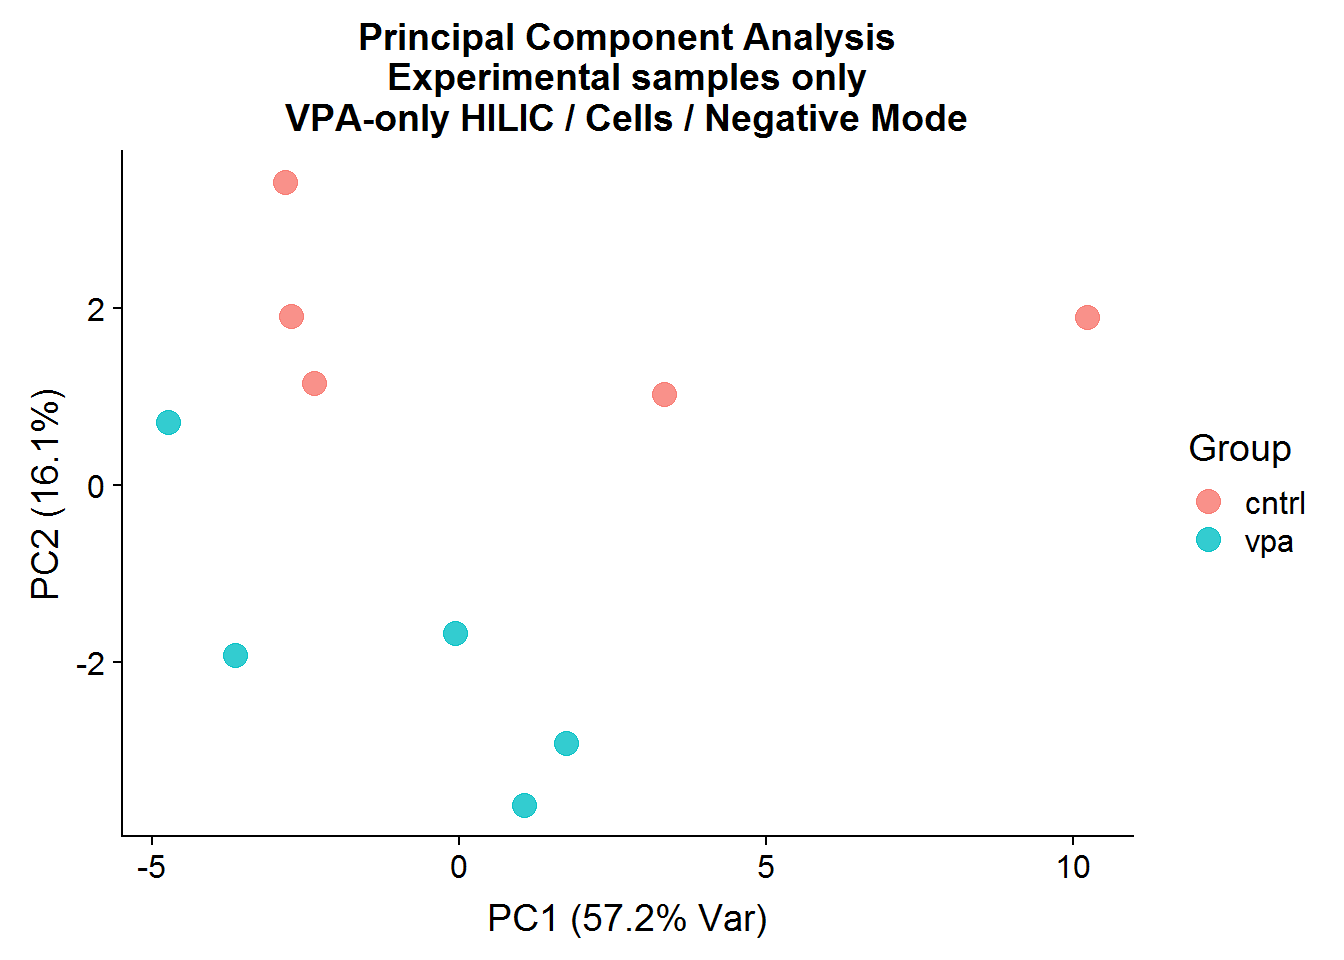 Principal Component Analysis
Experimental samples only
VPA-only HILIC / Cells / Negative Mode
PC2 (16.1%)
2
0
-2
-5
0
5
10
PC1 (57.2% Var)
Group
cntrl
vpa